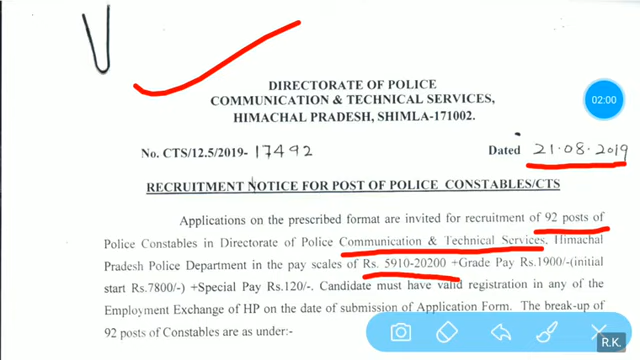 DIRECTORATE OF POLICE
COMMUNICATION & TECHNICAL SERVICES,
HIMACHAL PRADESH, SHIMLA-171002.
02:00
No. CTS/12.5/2019- 17492 Dated 21.08.2019
RECRUITMENT NOTICE FOR POST OF POLICE CONSTABLES/CTS
Applications on the prescribed format are invited for recruitment of 92 posts of
Police Constables in Directorate of Police Communication & Technical Services, Himachal
Pradesh Police Department in the pay scales of Rs. 5910-20200 +Grade Pay Rs.1900/-(initial
start Rs.7800/-) +Special Pay Rs.120/-. Candidate must have valid registration in any of the
Employment Exchange of HP on the date of submission of Application Form. The break-up of
92 posts of Constables are as under:-
R.K.